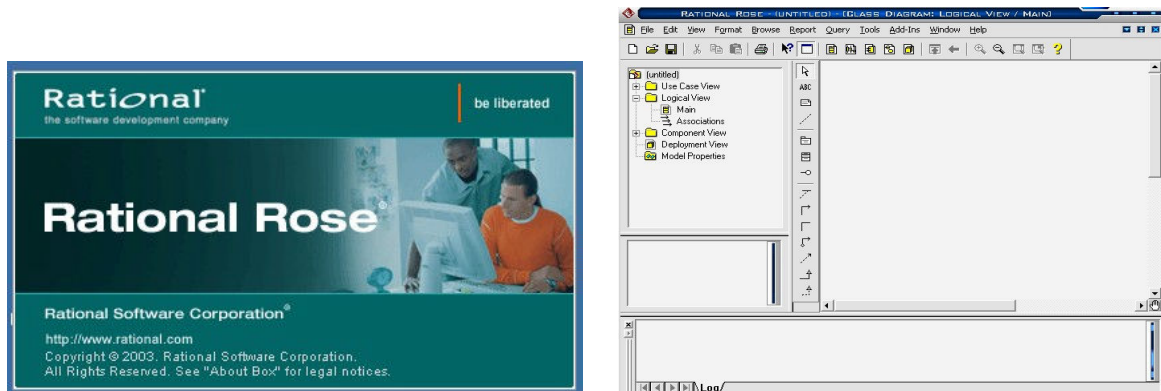 Rational®
the software development company
be liberated
Rational Rose®
Rational Software Corporation®
http://www.rational.com
Copyright © 2003, Rational Software Corporation.
All Rights Reserved. See "About Box" for legal notices.
Rational Rose - (untitled) - [Class Diagram: Logical View / Main]
File Edit View Format Browse Report Query Tools Add-Ins Window Help
(untitled)
Use Case View
Logical View
Main
Associations
Component View
Deployment View
Model Properties
ABC
Log